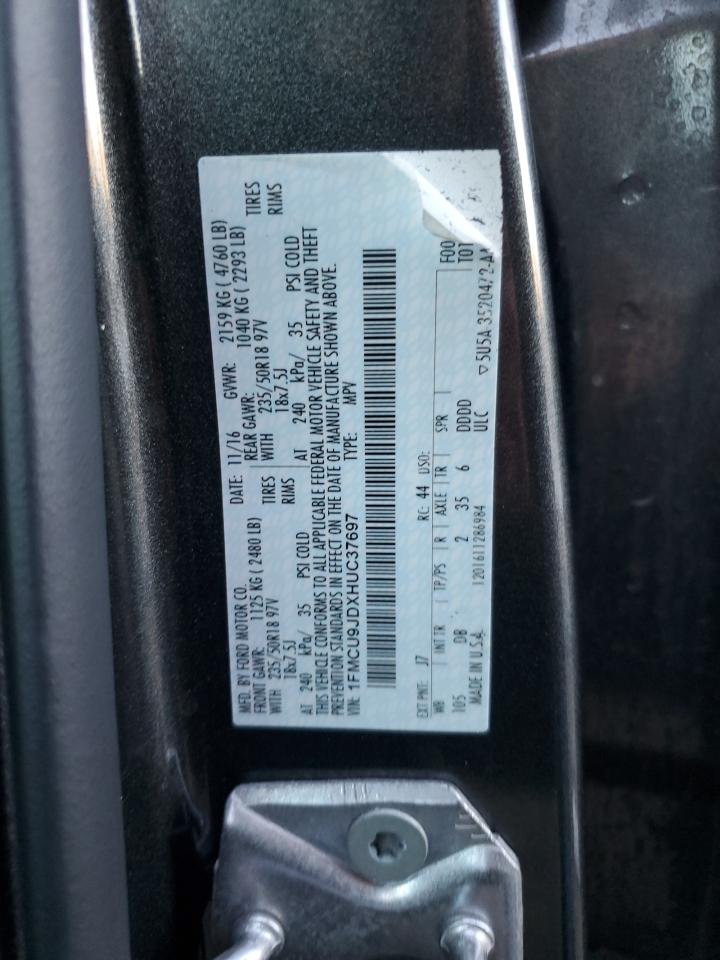 MFD. BY FORD MOTOR CO. DATE: 11/16 GVWR: 2159 KG ( 4760 LB)
FRONT GAWR: 1125 KG ( 2480 LB) REAR GAWR: 1040 KG ( 2293 LB)
WITH 235/50R18 97V TIRES WITH 235/50R18 97V TIRES
18x7.5J RIMS 18x7.5J RIMS
AT 240 kPa/ 35 PSI COLD AT 240 kPa/ 35 PSI COLD
THIS VEHICLE CONFORMS TO ALL APPLICABLE FEDERAL MOTOR VEHICLE SAFETY AND THEFT
PREVENTION STANDARDS IN EFFECT ON THE DATE OF MANUFACTURE SHOWN ABOVE.
VIN: 1FMCU9JDXHUC37697 TYPE: MPV
EXT PNT: J7 RC: 44 DSO:
WB INT TR TP/PS R AXLE TR SPR
105 DB 2 35 6 DDDD
ULC
MADE IN U.S.A. 1201611286984